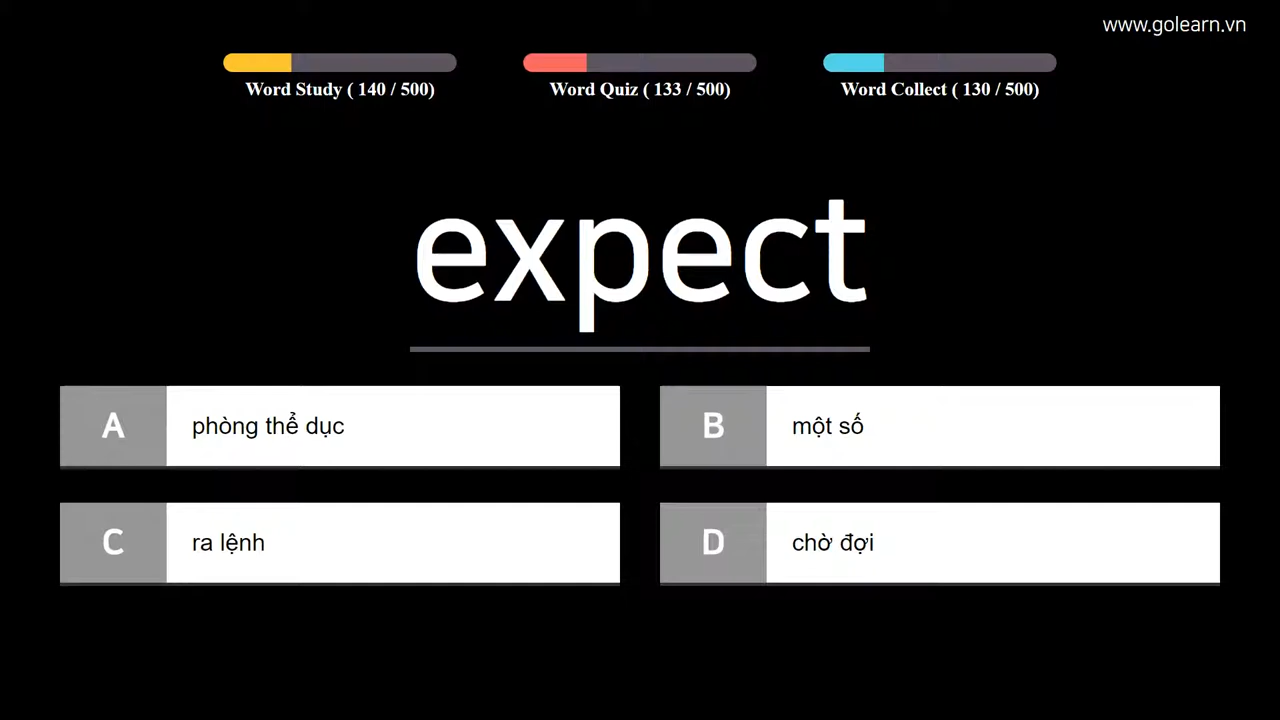 www.golearn.vn
Word Study ( 140 / 500)
Word Quiz ( 133 / 500)
Word Collect ( 130 / 500)
expect
A phòng thể dục
B một số
C ra lệnh
D chờ đợi